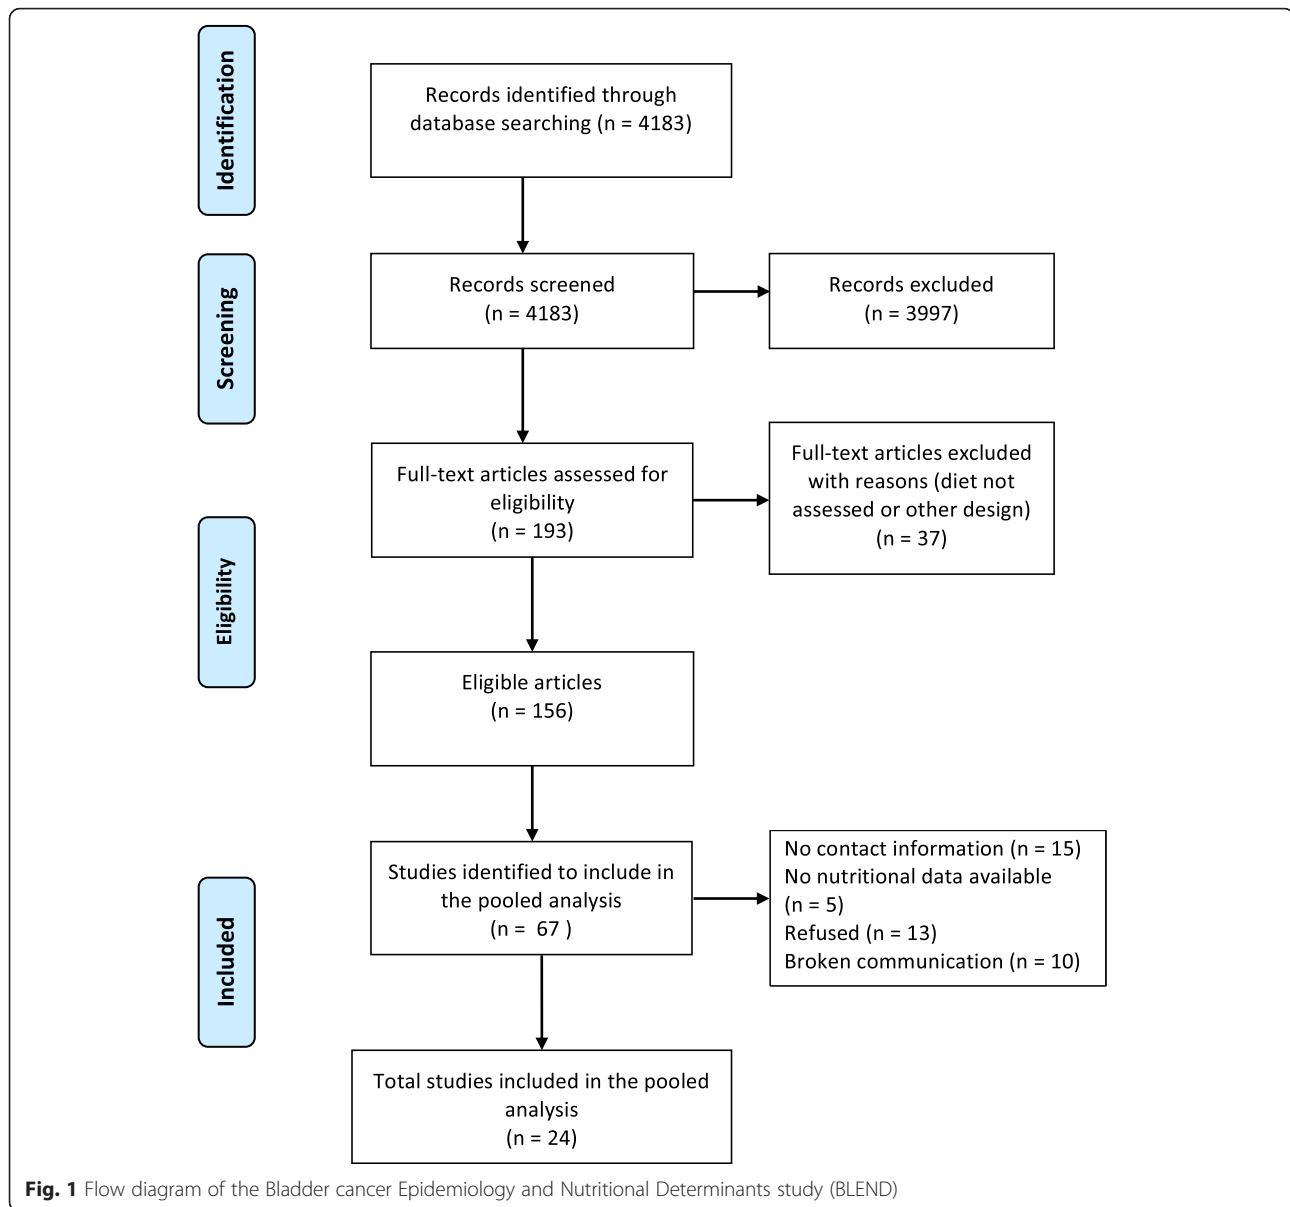 Identification
Records identified through
database searching (n = 4183)
Screening
Records screened
(n = 4183)
Records excluded
(n = 3997)
Full-text articles assessed for
eligibility
(n = 193)
Full-text articles excluded
with reasons (diet not
assessed or other design)
(n = 37)
Eligibility
Eligible articles
(n = 156)
Included
Studies identified to include in
the pooled analysis
(n =  67 )
No contact information (n = 15)
No nutritional data available
(n = 5)
Refused (n = 13)
Broken communication (n = 10)
Total studies included in the pooled
analysis
(n = 24)
Fig. 1 Flow diagram of the Bladder cancer Epidemiology and Nutritional Determinants study (BLEND)